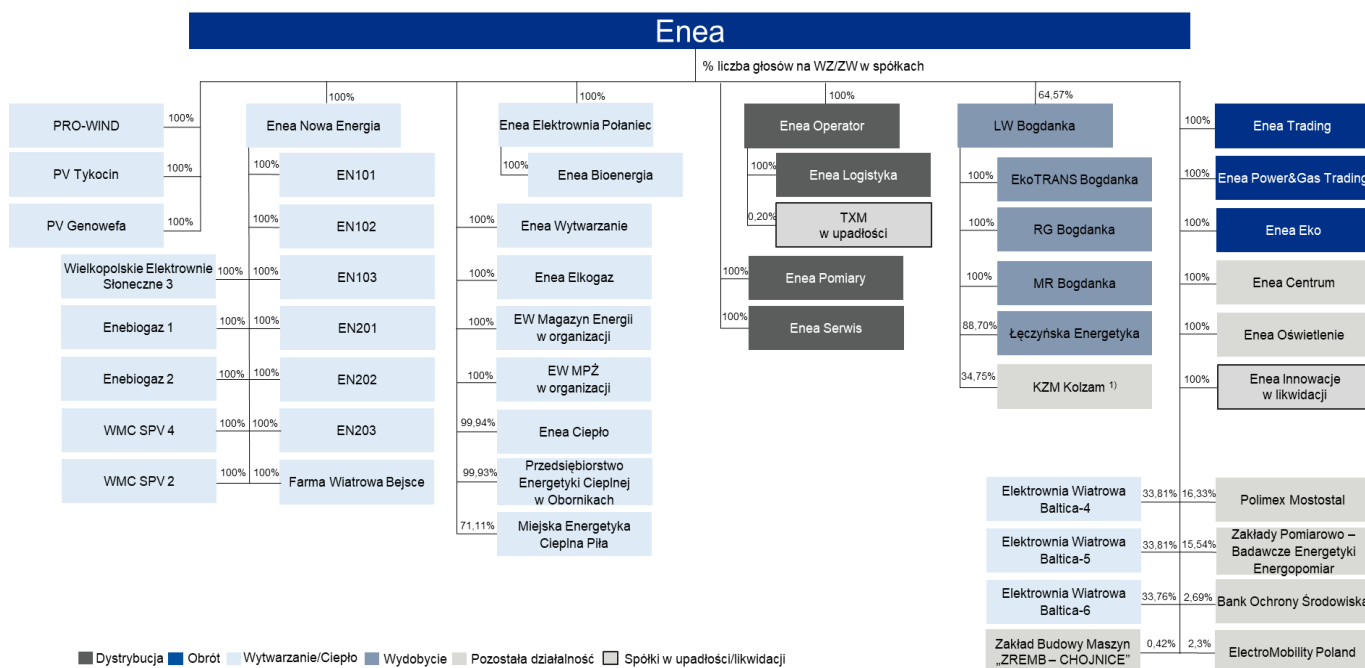 Enea
% liczba głosów na WZ/ZW w spółkach
100%
PRO-WIND
100%
PV Tykocin
100%
PV Genowefa
100%
Enea Nowa Energia
100%
EN101
100%
EN102
Wielkopolskie Elektrownie
Słoneczne 3
100%
100%
EN103
Enebiogaz 1
100%
100%
EN201
Enebiogaz 2
100%
100%
EN202
WMC SPV 4
100%
100%
EN203
WMC SPV 2
100%
100%
Farma Wiatrowa Bejsce
100%
Enea Elektrownia Połaniec
100%
Enea Bioenergia
100%
Enea Wytwarzanie
100%
Enea Elkogaz
100%
EW Magazyn Energii
w organizacji
100%
EW MPŻ
w organizacji
99,94%
Enea Ciepło
99,93%
Przedsiębiorstwo
Energetyki Cieplnej
w Obornikach
71,11%
Miejska Energetyka
Cieplna Piła
100%
Enea Operator
100%
Enea Logistyka
0,20%
TXM
w upadłości
100%
Enea Pomiary
100%
Enea Serwis
64,57%
LW Bogdanka
100%
EkoTRANS Bogdanka
100%
RG Bogdanka
100%
MR Bogdanka
88,70%
Łęczyńska Energetyka
34,75%
KZM Kolzam 1)
100%
Enea Trading
100%
Enea Power&Gas Trading
100%
Enea Eko
100%
Enea Centrum
100%
Enea Oświetlenie
100%
Enea Innowacje
w likwidacji
Elektrownia Wiatrowa
Baltica-4
33,81%
16,33%
Polimex Mostostal
Elektrownia Wiatrowa
Baltica-5
33,81%
15,54%
Zakłady Pomiarowo –
Badawcze Energetyki
Energopomiar
Elektrownia Wiatrowa
Baltica-6
33,76%
2,69%
Bank Ochrony Środowiska
Zakład Budowy Maszyn
„ZREMB – CHOJNICE"
0,42%
2,3%
ElectroMobility Poland
Dystrybucja
Obrót
Wytwarzanie/Ciepło
Wydobycie
Pozostała działalność
Spółki w upadłości/likwidacji